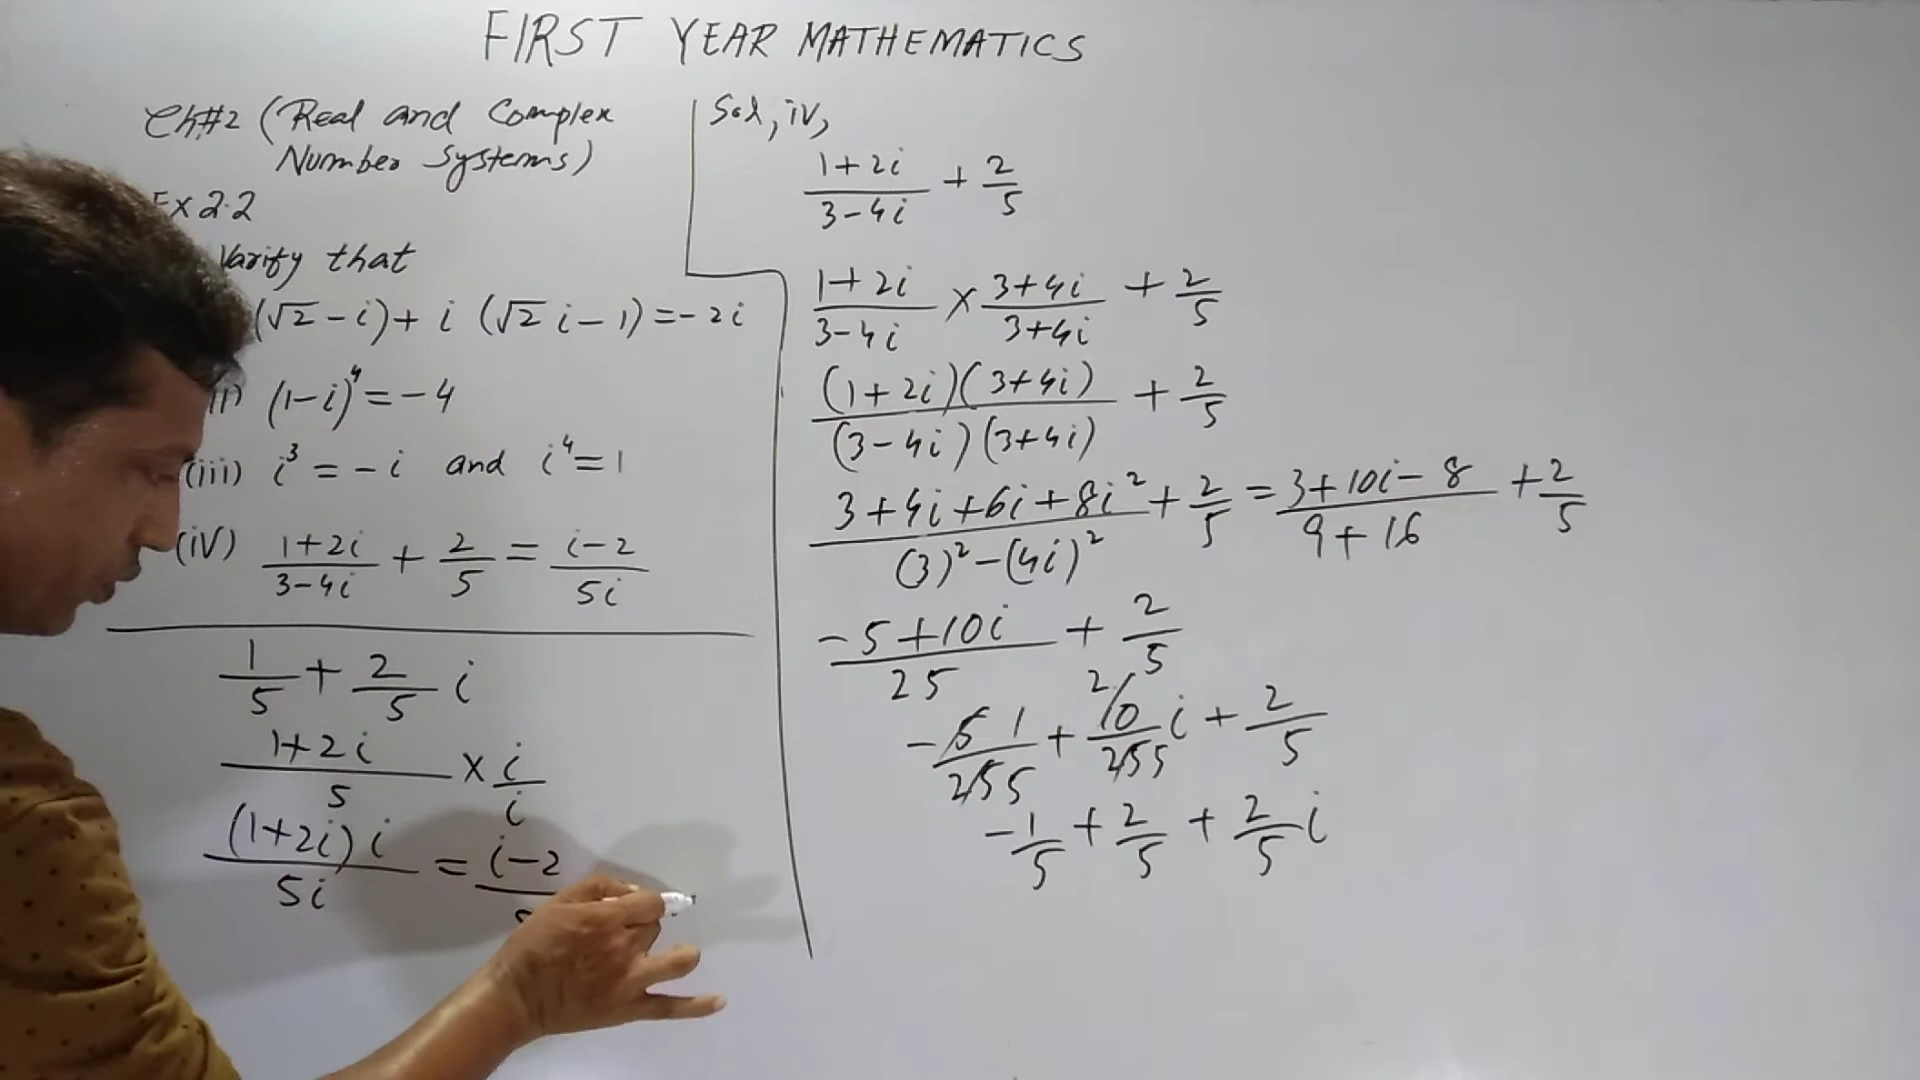 FIRST YEAR MATHEMATICS
Ch#2 (Real and Complex
Number Systems)
Ex 2.2
Varify that
(√2 - i) + i (√2 i - 1) = - 2i
(1-i)⁴ = - 4
(iii) i³ = - i and i⁴ = 1
(iv) (1+2i)/(3-4i) + 2/5 = (i-2)/5i
1/5 + 2/5 i
(1+2i)/5 × i/i
(1+2i)i/5i = i-2
Sol, iv,
(1+2i)/(3-4i) + 2/5
(1+2i)/(3-4i) × (3+4i)/(3+4i) + 2/5
(1+2i)(3+4i)/(3-4i)(3+4i) + 2/5
(3+4i+6i+8i²)/((3)²-(4i)²) + 2/5 = (3+10i-8)/(9+16) + 2/5
(-5+10i)/25 + 2/5
-5 1/25 5 + 2 10/25 5 i + 2/5
-1/5 + 2/5 + 2/5 i